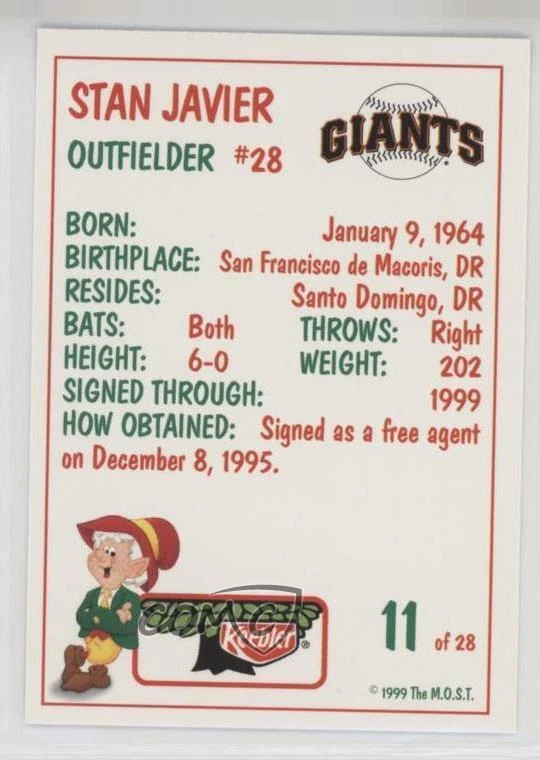 STAN JAVIER
OUTFIELDER #28
GIANTS
BORN: January 9, 1964
BIRTHPLACE: San Francisco de Macoris, DR
RESIDES: Santo Domingo, DR
BATS: Both THROWS: Right
HEIGHT: 6-0 WEIGHT: 202
SIGNED THROUGH: 1999
HOW OBTAINED: Signed as a free agent
on December 8, 1995.
COMC
Keebler ®
11 of 28
© 1999 The M.O.S.T.